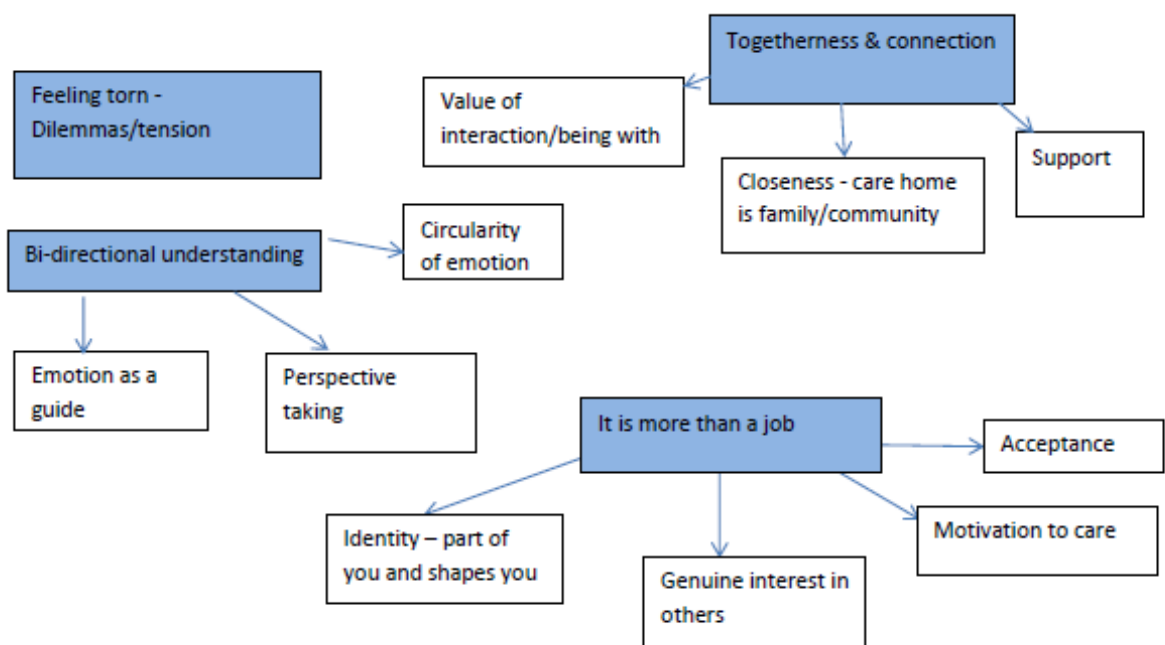 Togetherness & connection
Feeling torn -
Dilemmas/tension
Value of
interaction/being with
Closeness - care home
is family/community
Support
Bi-directional understanding
Circularity
of emotion
Emotion as a
guide
Perspective
taking
It is more than a job
Acceptance
Identity – part of
you and shapes you
Genuine interest in
others
Motivation to care